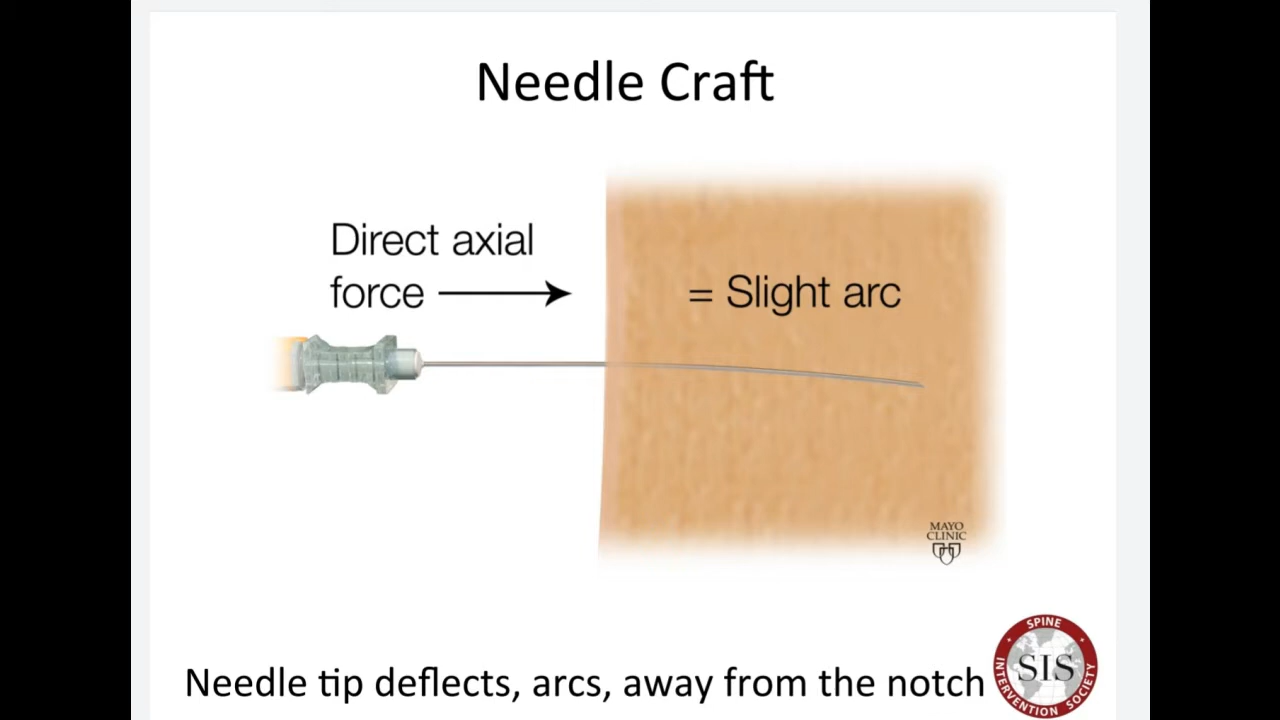 Needle Craft
Direct axial
force
= Slight arc
MAYO
CLINIC
SPINE
INTERVENTION SOCIETY
SIS
Needle tip deflects, arcs, away from the notch